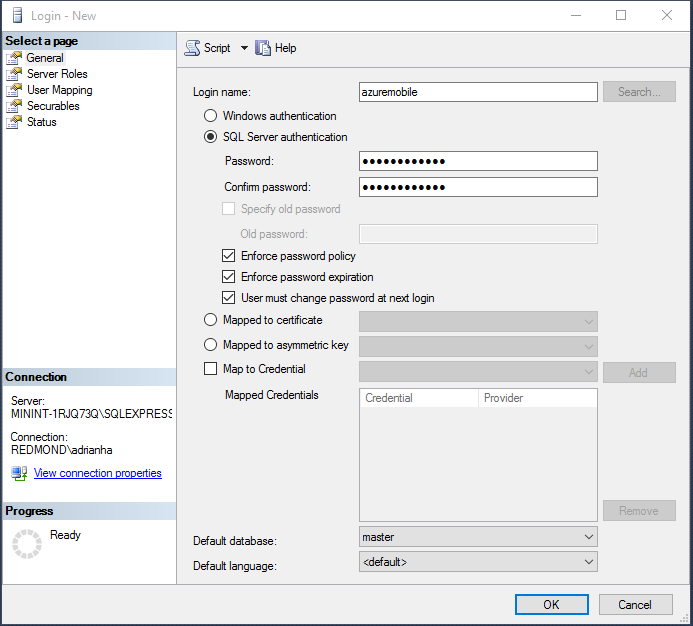 Login - New
Select a page
General
Server Roles
User Mapping
Securables
Status
Script
Help
Login name:
azuremobile
Search...
Windows authentication
SQL Server authentication
Password:
●●●●●●●●●●●●
Confirm password:
●●●●●●●●●●●●
Specify old password
Old password:
Enforce password policy
Enforce password expiration
User must change password at next login
Mapped to certificate
Mapped to asymmetric key
Map to Credential
Add
Mapped Credentials
Credential Provider
Remove
Default database:
master
Default language:
<default>
Connection
Server:
MININT-1RJQ73Q\SQLEXPRESS
Connection:
REDMOND\adrianha
View connection properties
Progress
Ready
OK
Cancel